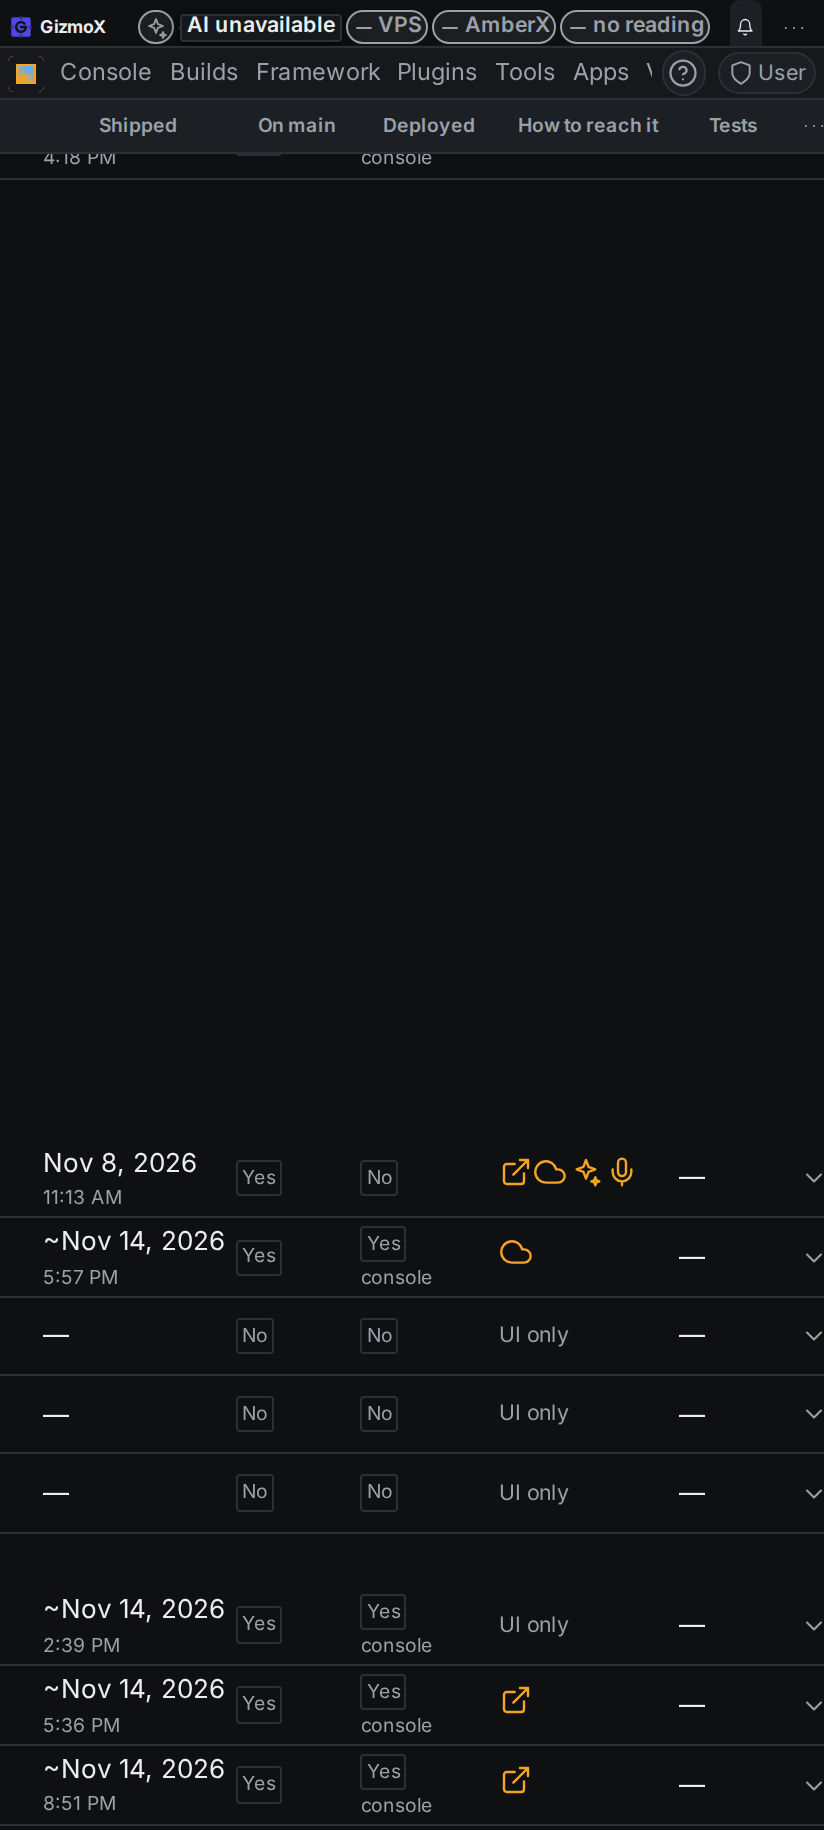 GizmoX AI unavailable — VPS — AmberX — no reading ...
Console Builds Framework Plugins Tools Apps User
Shipped On main Deployed How to reach it Tests ...
4:18 PM console
Nov 8, 2026 Yes No —
11:13 AM
~Nov 14, 2026 Yes Yes —
5:57 PM console
— No No UI only —
— No No UI only —
— No No UI only —
~Nov 14, 2026 Yes Yes UI only —
2:39 PM console
~Nov 14, 2026 Yes Yes —
5:36 PM console
~Nov 14, 2026 Yes Yes —
8:51 PM console